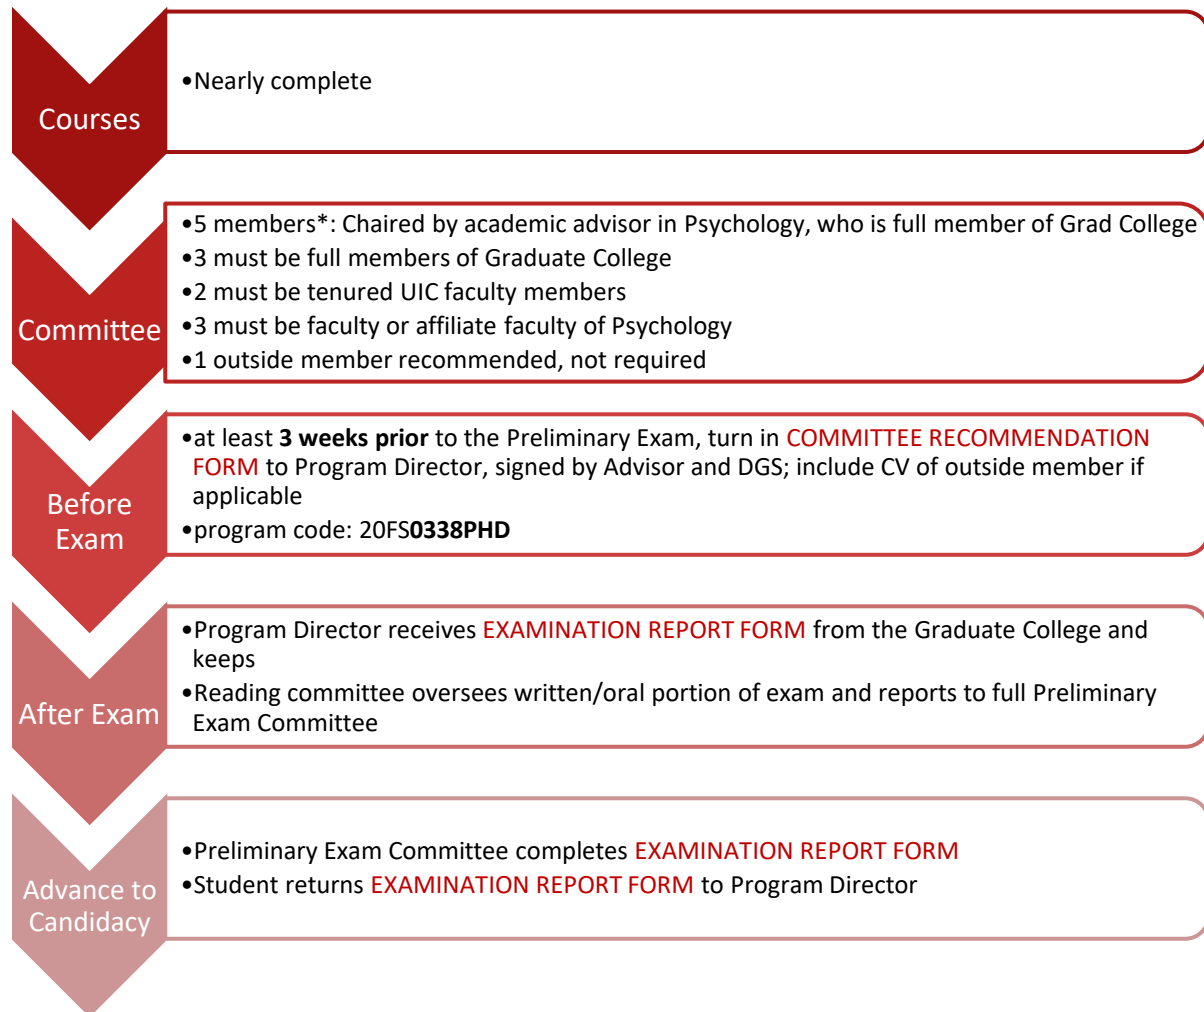 Courses
•Nearly complete
Committee
•5 members*: Chaired by academic advisor in Psychology, who is full member of Grad College
•3 must be full members of Graduate College
•2 must be tenured UIC faculty members
•3 must be faculty or affiliate faculty of Psychology
•1 outside member recommended, not required
Before
Exam
•at least 3 weeks prior to the Preliminary Exam, turn in COMMITTEE RECOMMENDATION
FORM to Program Director, signed by Advisor and DGS; include CV of outside member if
applicable
•program code: 20FS0338PHD
After Exam
•Program Director receives EXAMINATION REPORT FORM from the Graduate College and
keeps
•Reading committee oversees written/oral portion of exam and reports to full Preliminary
Exam Committee
Advance to
Candidacy
•Preliminary Exam Committee completes EXAMINATION REPORT FORM
•Student returns EXAMINATION REPORT FORM to Program Director